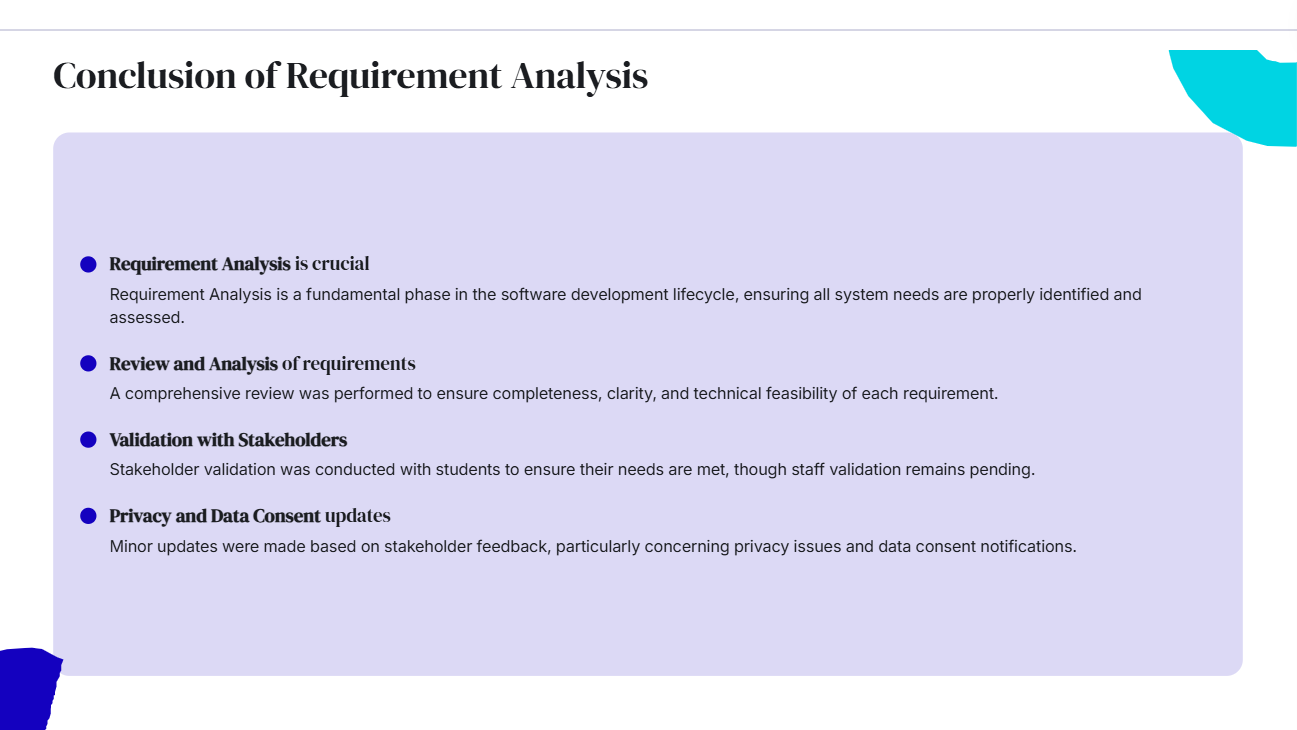 Conclusion of Requirement Analysis
Requirement Analysis is crucial
Requirement Analysis is a fundamental phase in the software development lifecycle, ensuring all system needs are properly identified and
assessed.
Review and Analysis of requirements
A comprehensive review was performed to ensure completeness, clarity, and technical feasibility of each requirement.
Validation with Stakeholders
Stakeholder validation was conducted with students to ensure their needs are met, though staff validation remains pending.
Privacy and Data Consent updates
Minor updates were made based on stakeholder feedback, particularly concerning privacy issues and data consent notifications.